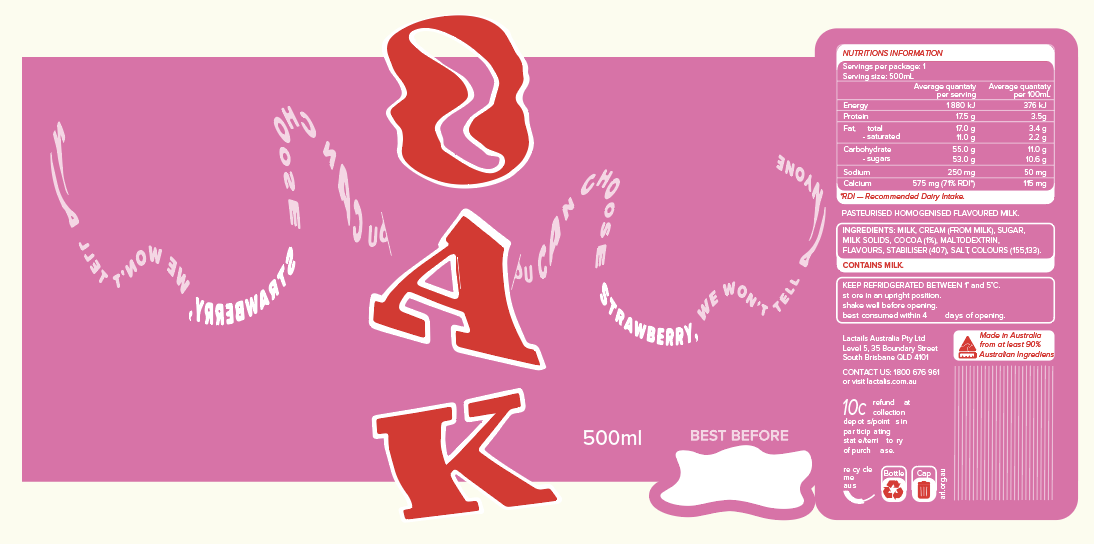 O
A
K
YOU CAN CHOOSE
STRAWBERRY,
WE WON'T TELL
YOU CAN CHOOSE
STRAWBERRY,
WE WON'T TELL
ANYONE
500ml
BEST BEFORE
NUTRITIONS INFORMATION
Servings per package: 1
Serving size: 500mL
Average quantaty per serving Average quantaty per 100mL
Energy 1880 kJ 376 kJ
Protein 17.5 g 3.5g
Fat, total 17.0 g 3.4 g
- saturated 11.0 g 2.2 g
Carbohydrate 55.0 g 11.0 g
- sugars 53.0 g 10.6 g
Sodium 250 mg 50 mg
Calcium 575 mg (71% RDI*) 115 mg
*RDI — Recommended Dairy Intake.
PASTEURISED HOMOGENISED FLAVOURED MILK.
INGREDIENTS: MILK, CREAM (FROM MILK), SUGAR,
MILK SOLIDS, COCOA (1%), MALTODEXTRIN,
FLAVOURS, STABILISER (407), SALT, COLOURS (155,133).
CONTAINS MILK.
KEEP REFRIDGERATED BETWEEN 1° and 5°C.
st ore in an upright position.
shake well before opening.
best consumed within 4 days of opening.
Lactails Australia Pty Ltd
Level 5, 35 Boundary Street
South Brisbane QLD 4101
CONTACT US: 1800 676 961
or visit lactalis.com.au
Made in Australia
from at least 90%
Australian Ingrediens
10c refund at
collection
dep ot s/point s in
par ticip ating
stat e/terri to ry
of purch ase.
re cy cle
me
aus
Bottle
Cap
arl.org.au